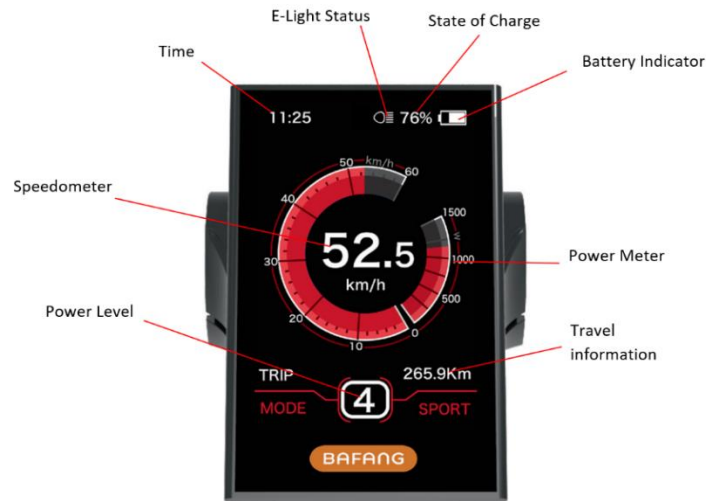 E-Light Status
State of Charge
Time
Battery Indicator
11:25
76%
Speedometer
km/h
50
60
40
1500
W
30
52.5
km/h
1000
Power Meter
500
20
10
0
Power Level
Travel
information
TRIP
265.9Km
MODE
4
SPORT
BAFANG